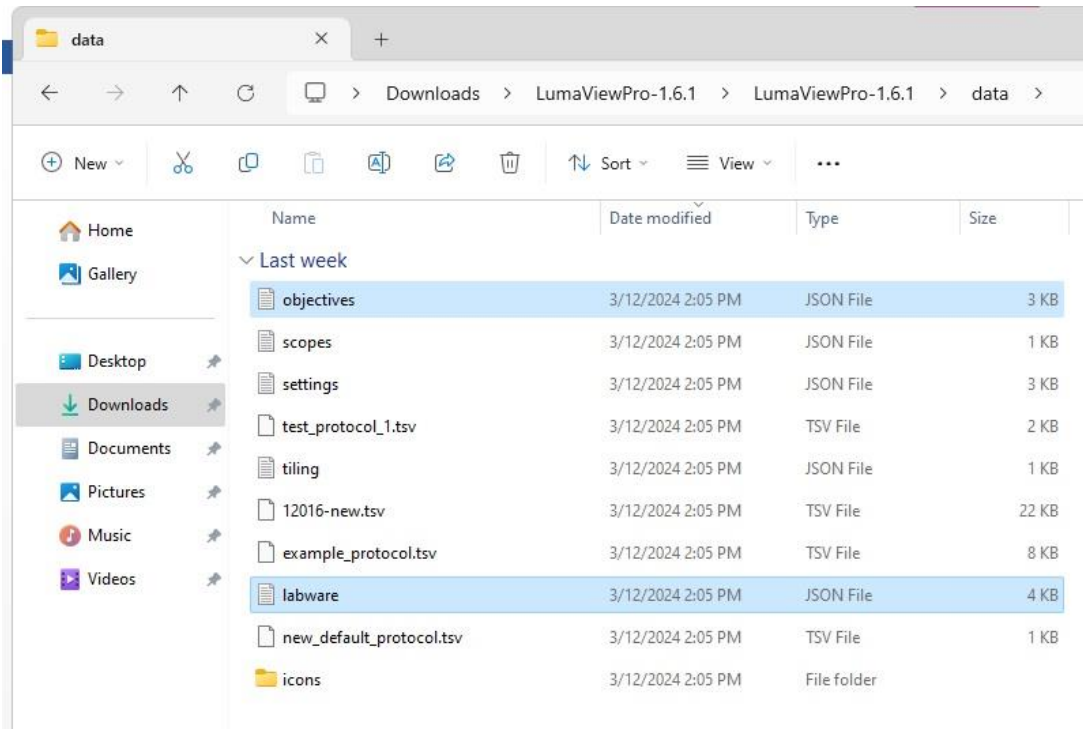 data
Downloads > LumaViewPro-1.6.1 > LumaViewPro-1.6.1 > data >
New Sort View
Home
Gallery
Desktop
Downloads
Documents
Pictures
Music
Videos
Name Date modified Type Size
Last week
objectives 3/12/2024 2:05 PM JSON File 3 KB
scopes 3/12/2024 2:05 PM JSON File 1 KB
settings 3/12/2024 2:05 PM JSON File 3 KB
test_protocol_1.tsv 3/12/2024 2:05 PM TSV File 2 KB
tiling 3/12/2024 2:05 PM JSON File 1 KB
12016-new.tsv 3/12/2024 2:05 PM TSV File 22 KB
example_protocol.tsv 3/12/2024 2:05 PM TSV File 8 KB
labware 3/12/2024 2:05 PM JSON File 4 KB
new_default_protocol.tsv 3/12/2024 2:05 PM TSV File 1 KB
icons 3/12/2024 2:05 PM File folder